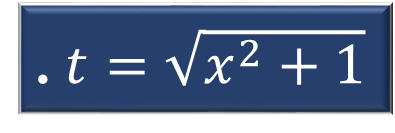 . t = √(x² + 1)